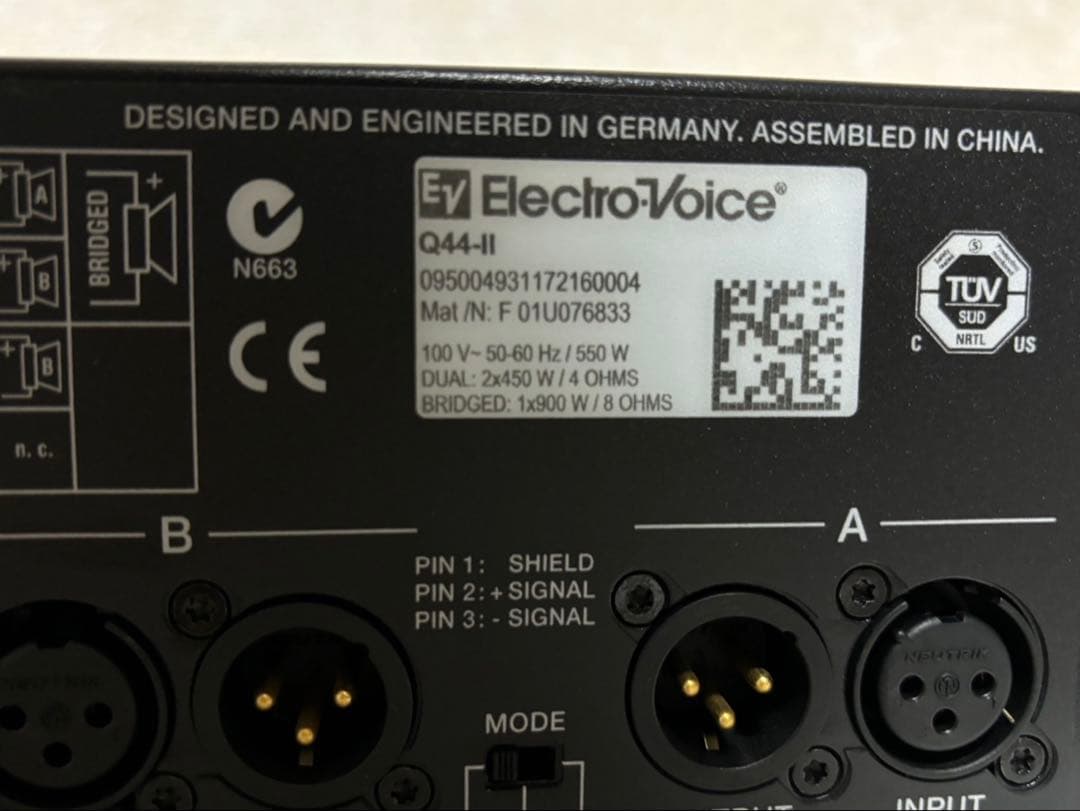 DESIGNED AND ENGINEERED IN GERMANY. ASSEMBLED IN CHINA.
A
BRIDGED
B
B
n. c.
N663
CE
EV Electro-Voice®
Q44-II
095004931172160004
Mat /N: F 01U076833
100 V~ 50-60 Hz / 550 W
DUAL: 2x450 W / 4 OHMS
BRIDGED: 1x900 W / 8 OHMS
TÜV
SÜD
NRTL
C US
B
A
PIN 1: SHIELD
PIN 2: + SIGNAL
PIN 3: - SIGNAL
NEUTRIK
MODE
INPUT